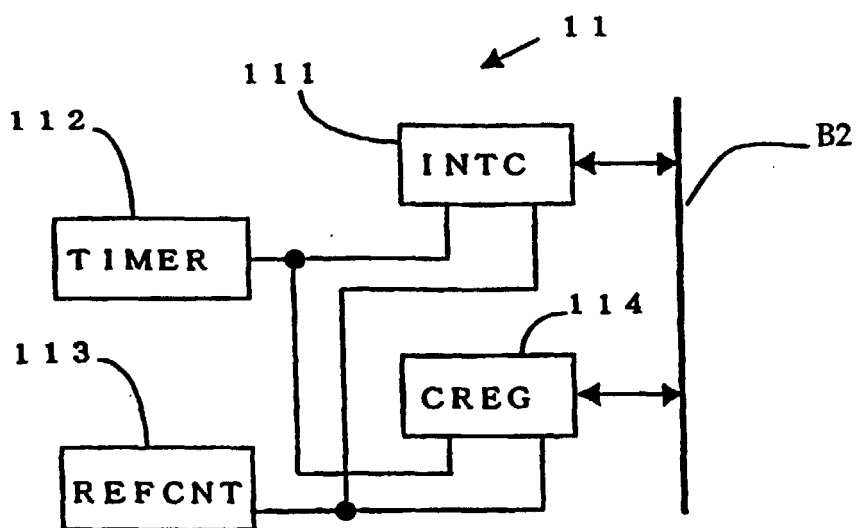 11
111
112
INTC
B2
TIMER
114
113
CREG
REFCNT